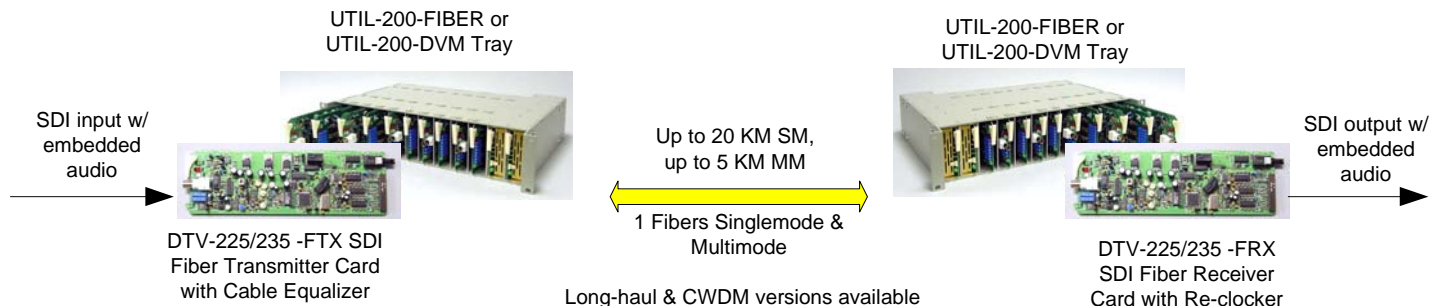 UTIL-200-FIBER or
UTIL-200-DVM Tray
UTIL-200-FIBER or
UTIL-200-DVM Tray
SDI input w/
embedded
audio
Up to 20 KM SM,
up to 5 KM MM
SDI output w/
embedded
audio
1 Fibers Singlemode &
Multimode
DTV-225/235 -FTX SDI
Fiber Transmitter Card
with Cable Equalizer
DTV-225/235 -FRX
SDI Fiber Receiver
Card with Re-clocker
Long-haul & CWDM versions available